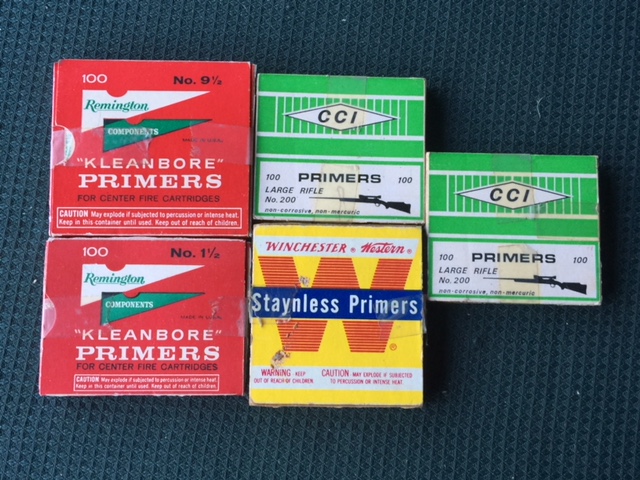 100 No. 9½
Remington
COMPONENTS
MADE IN U.S.A.
"KLEANBORE"
PRIMERS
FOR CENTER FIRE CARTRIDGES
CAUTION May explode if subjected to percussion or intense heat.
Keep in this container until used. Keep out of reach of children.
CCI
100 PRIMERS 100
LARGE RIFLE
No. 200
non-corrosive, non-mercuric
CCI
100 PRIMERS 100
LARGE RIFLE
No. 200
non-corrosive, non-mercuric
100 No. 1½
Remington
COMPONENTS
MADE IN U.S.A.
"KLEANBORE"
PRIMERS
FOR CENTER FIRE CARTRIDGES
CAUTION May explode if subjected to percussion or intense heat.
Keep in this container until used. Keep out of reach of children.
WINCHESTER ® Western ®
W
Staynless Primers
®
WARNING KEEP
OUT OF REACH OF CHILDREN
CAUTION MAY EXPLODE IF SUBJECTED
TO PERCUSSION OR INTENSE HEAT.